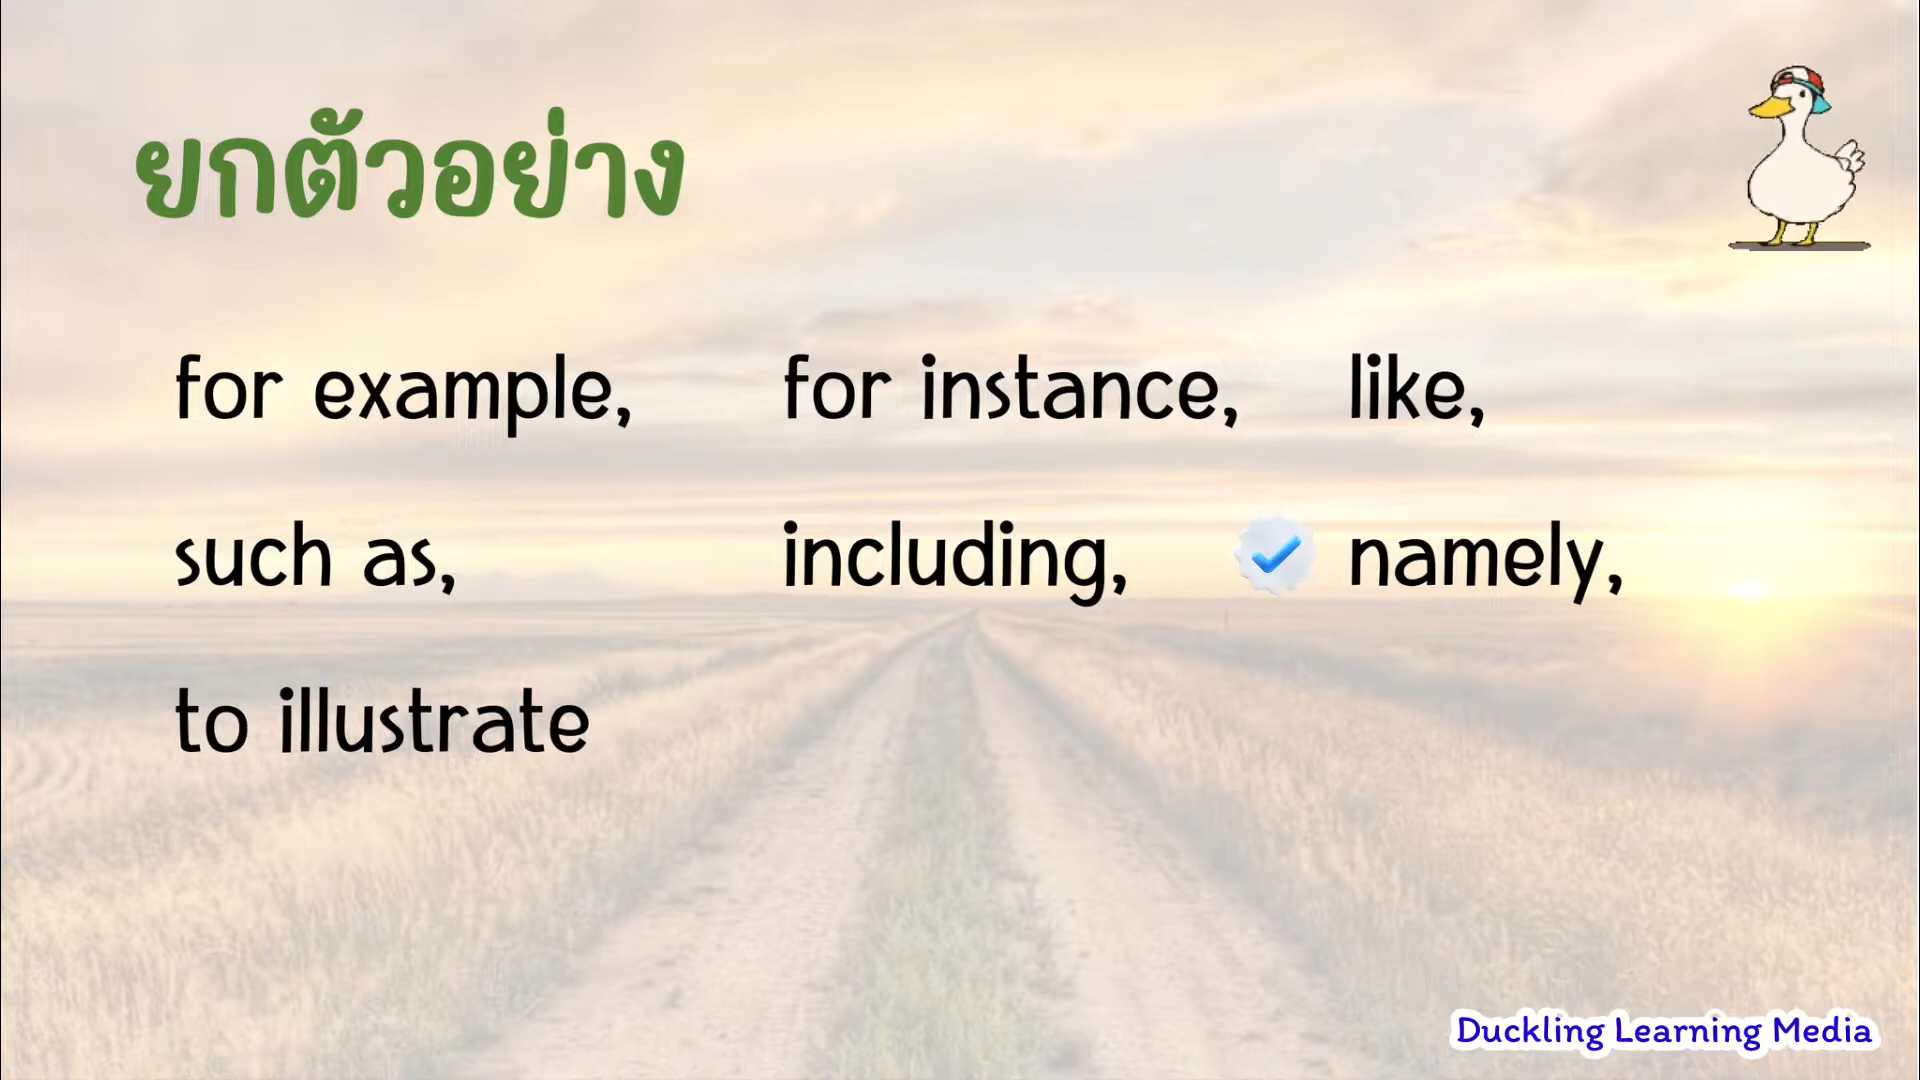 ยกตัวอย่าง
for example, for instance, like,
such as, including, namely,
to illustrate
Duckling Learning Media